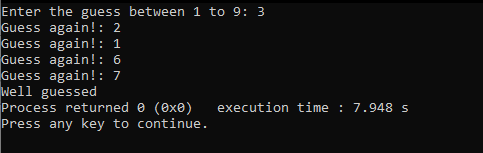 Enter the guess between 1 to 9: 3
Guess again!: 2
Guess again!: 1
Guess again!: 6
Guess again!: 7
Well guessed
Process returned 0 (0x0)   execution time : 7.948 s
Press any key to continue.